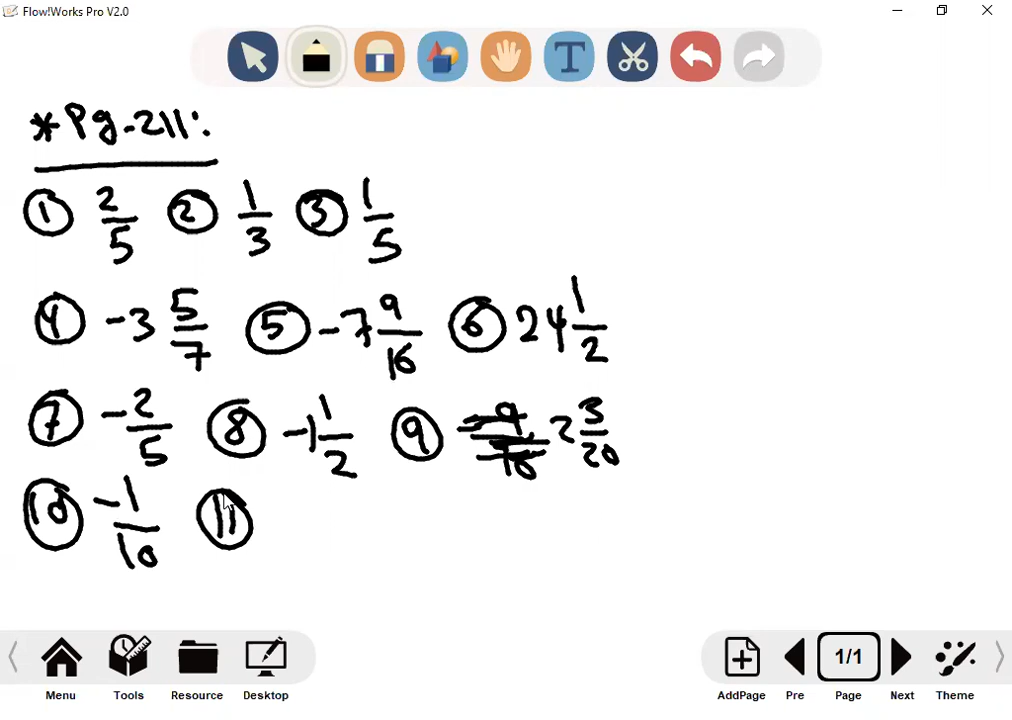 Flow!Works Pro V2.0
*Pg.211:
① 2/5 ② 1/3 ③ 1/5
④ -3 5/7 ⑤ -7 9/16 ⑥ 24 1/2
⑦ -2/5 ⑧ -1 1/2 ⑨ 2 3/20
⑩ -1/10 ⑪
T
1/1
Menu Tools Resource Desktop AddPage Pre Page Next Theme